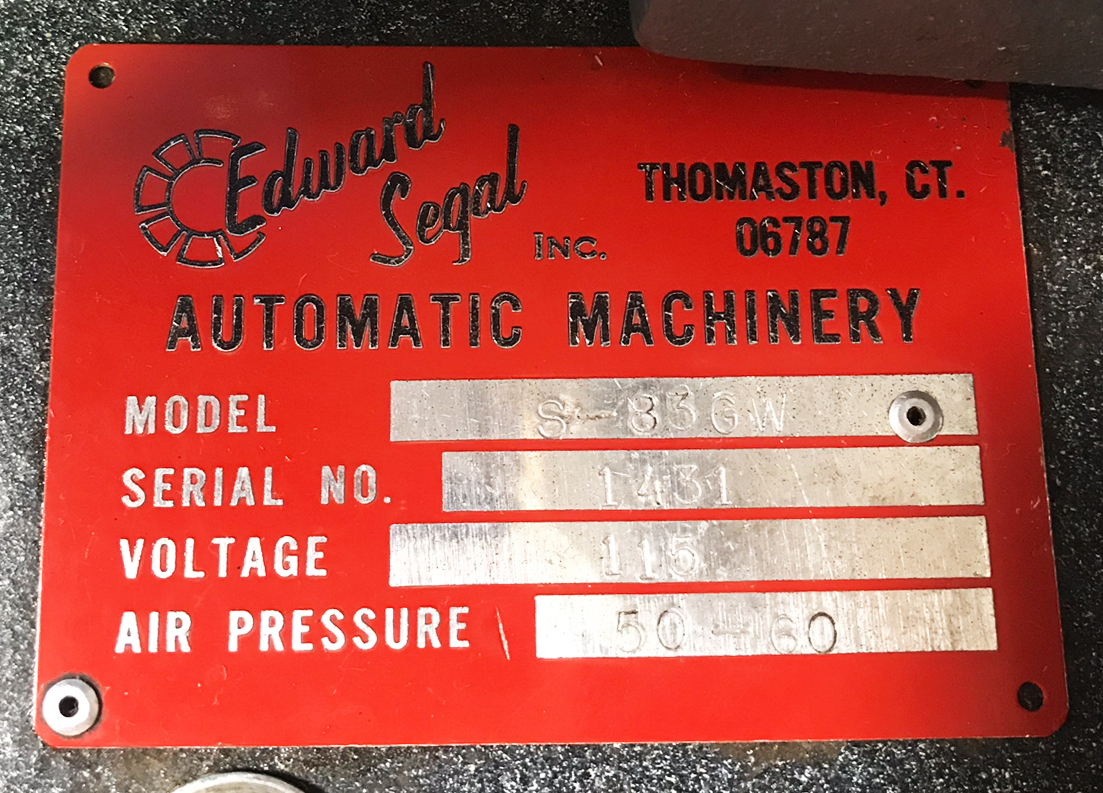 Edward
Segal Inc.
THOMASTON, CT.
06787
AUTOMATIC MACHINERY
MODEL S-83GW
SERIAL NO. 1431
VOLTAGE 115
AIR PRESSURE 50-60